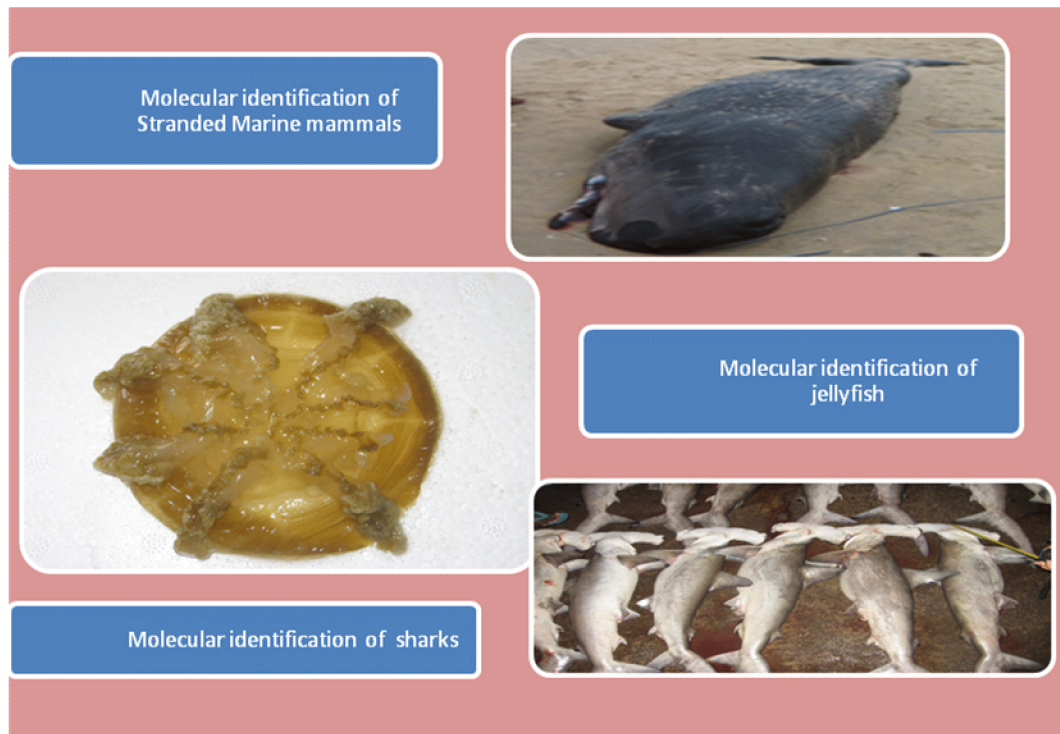 Molecular identification of
Stranded Marine mammals
Molecular identification of
jellyfish
Molecular identification of sharks